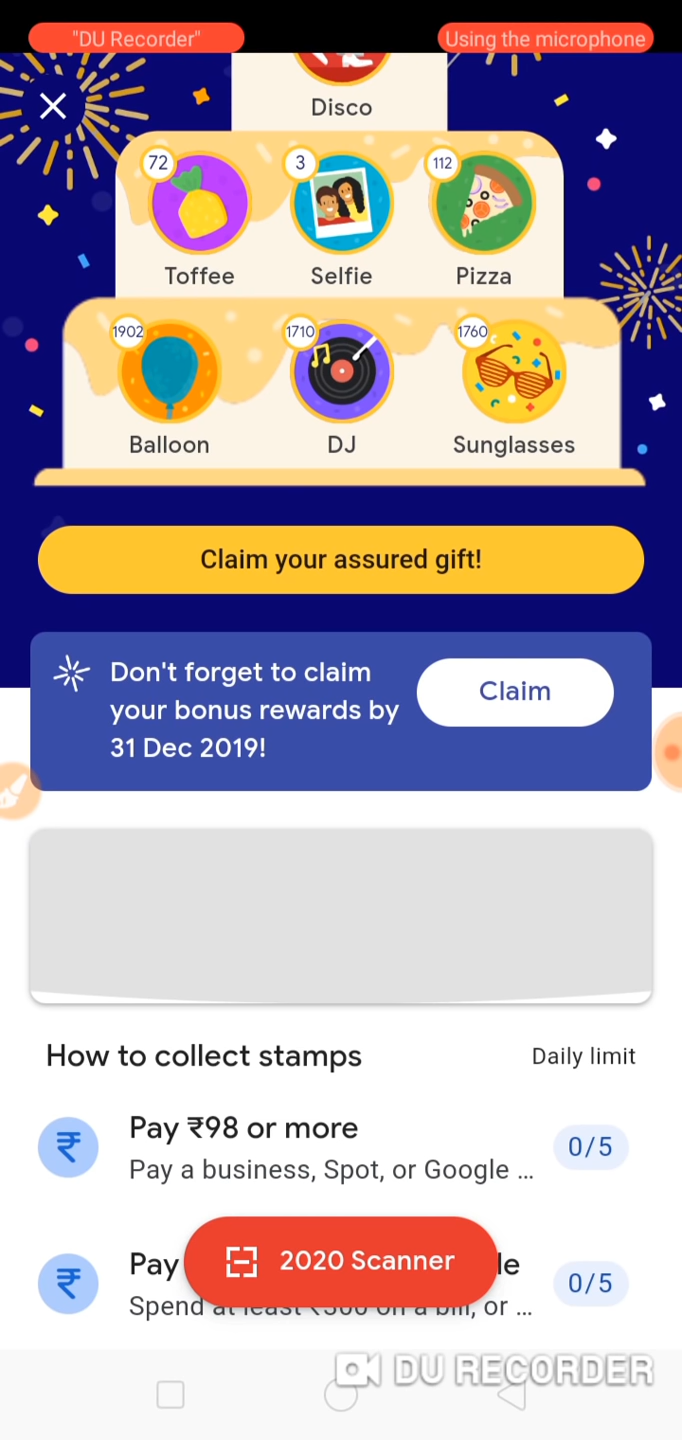 "DU Recorder"
Using the microphone
Disco
72
3
112
Toffee
Selfie
Pizza
1902
1710
1760
Balloon
DJ
Sunglasses
Claim your assured gift!
Don't forget to claim
your bonus rewards by
31 Dec 2019!
Claim
How to collect stamps
Daily limit
Pay ₹98 or more
0/5
Pay a business, Spot, or Google ...
Pay
2020 Scanner
0/5
Spend at least ₹300 on a bill, or ...
DU RECORDER